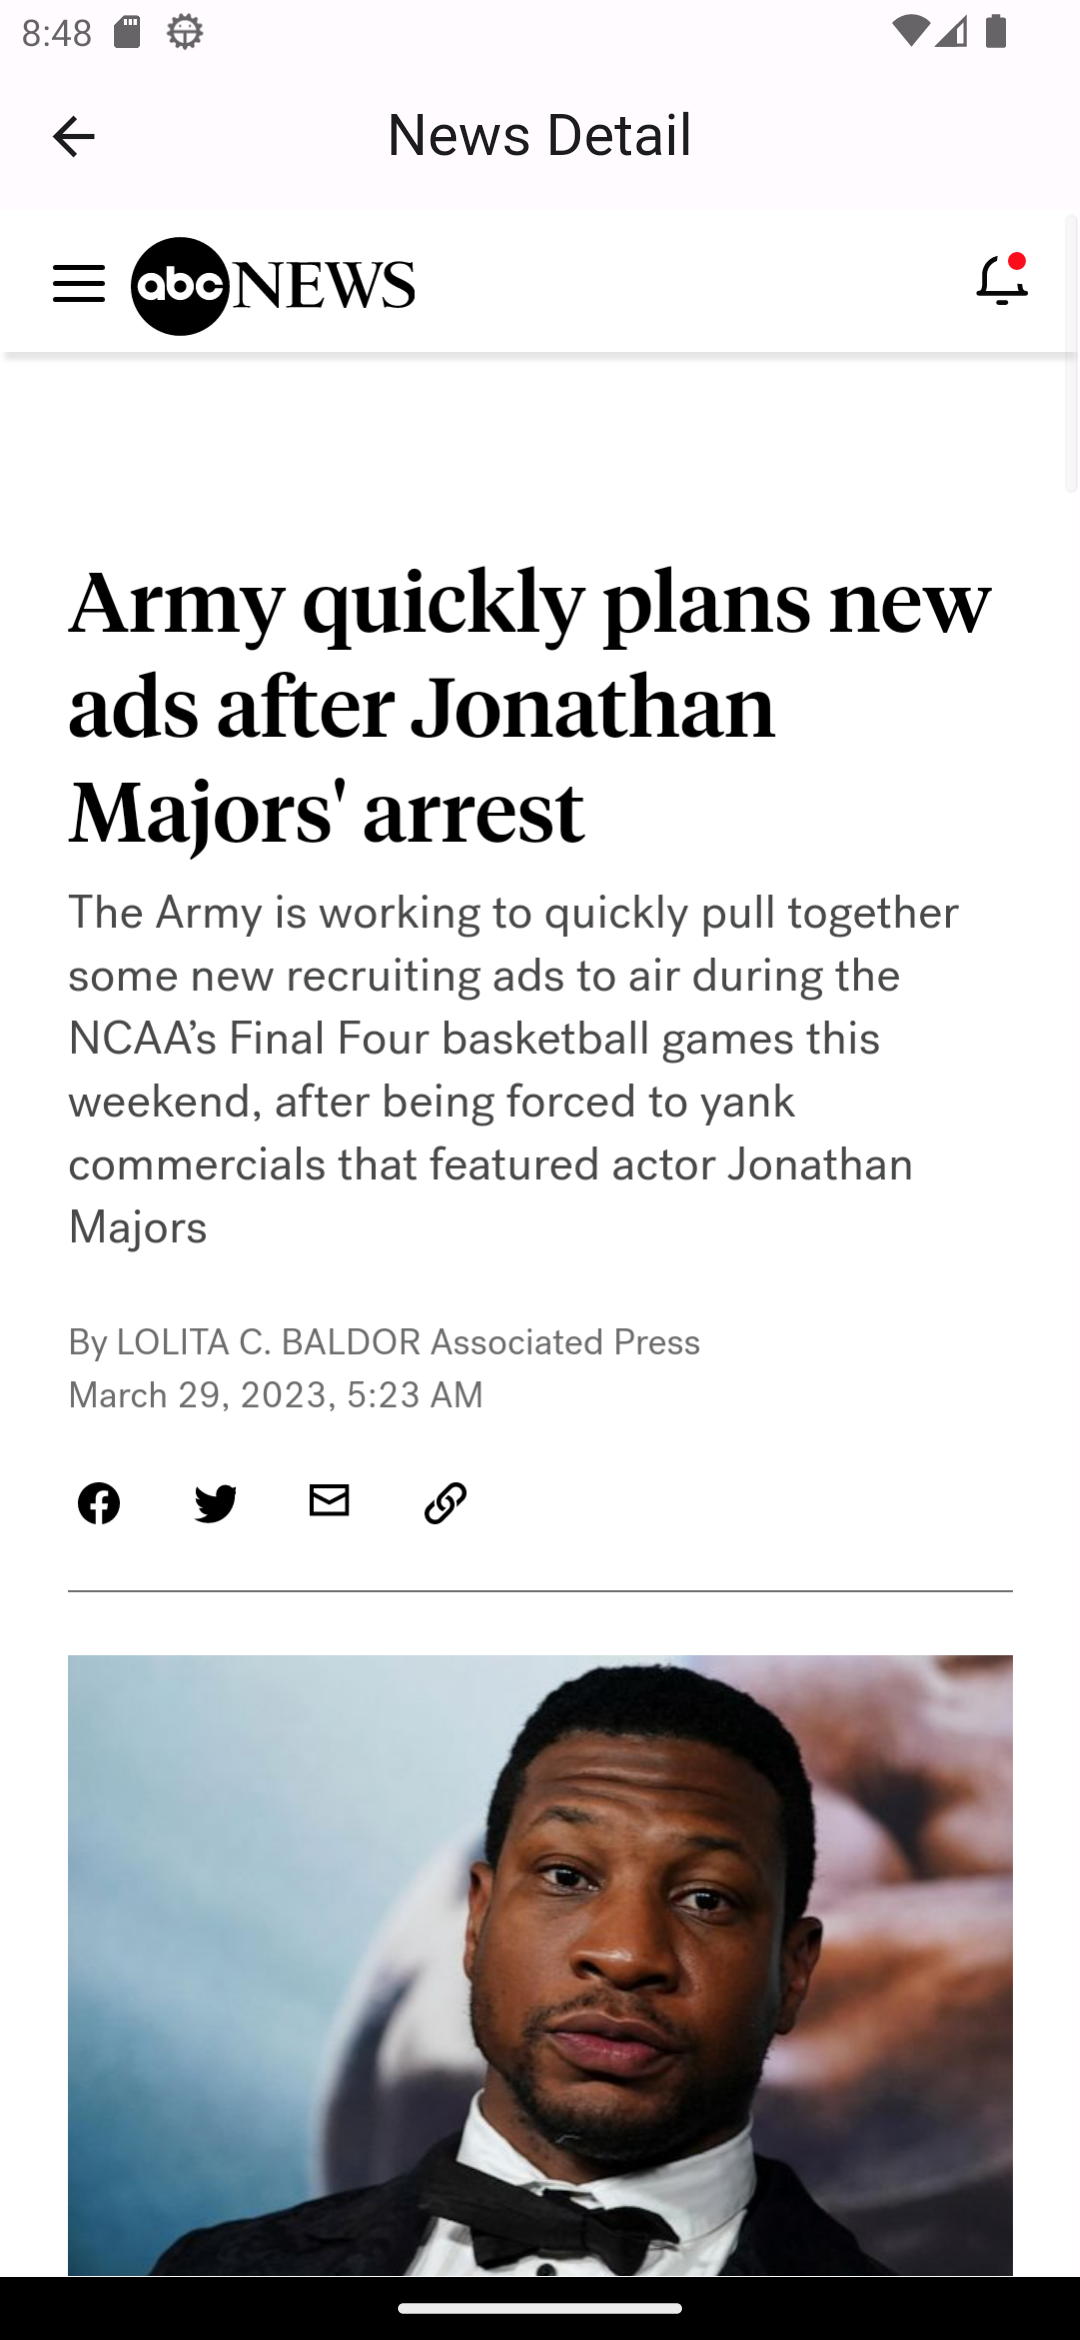 8:48
News Detail
abc NEWS
Army quickly plans new
ads after Jonathan
Majors' arrest
The Army is working to quickly pull together
some new recruiting ads to air during the
NCAA’s Final Four basketball games this
weekend, after being forced to yank
commercials that featured actor Jonathan
Majors
By LOLITA C. BALDOR Associated Press
March 29, 2023, 5:23 AM